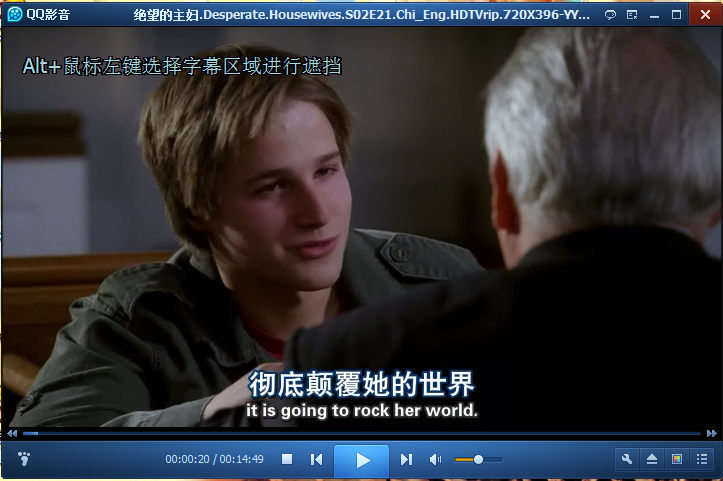 QQ影音 绝望的主妇.Desperate.Housewives.S02E21.Chi_Eng.HDTVrip.720X396-YY...
Alt+鼠标左键选择字幕区域进行遮挡
彻底颠覆她的世界
it is going to rock her world.
00:00:20 / 00:14:49